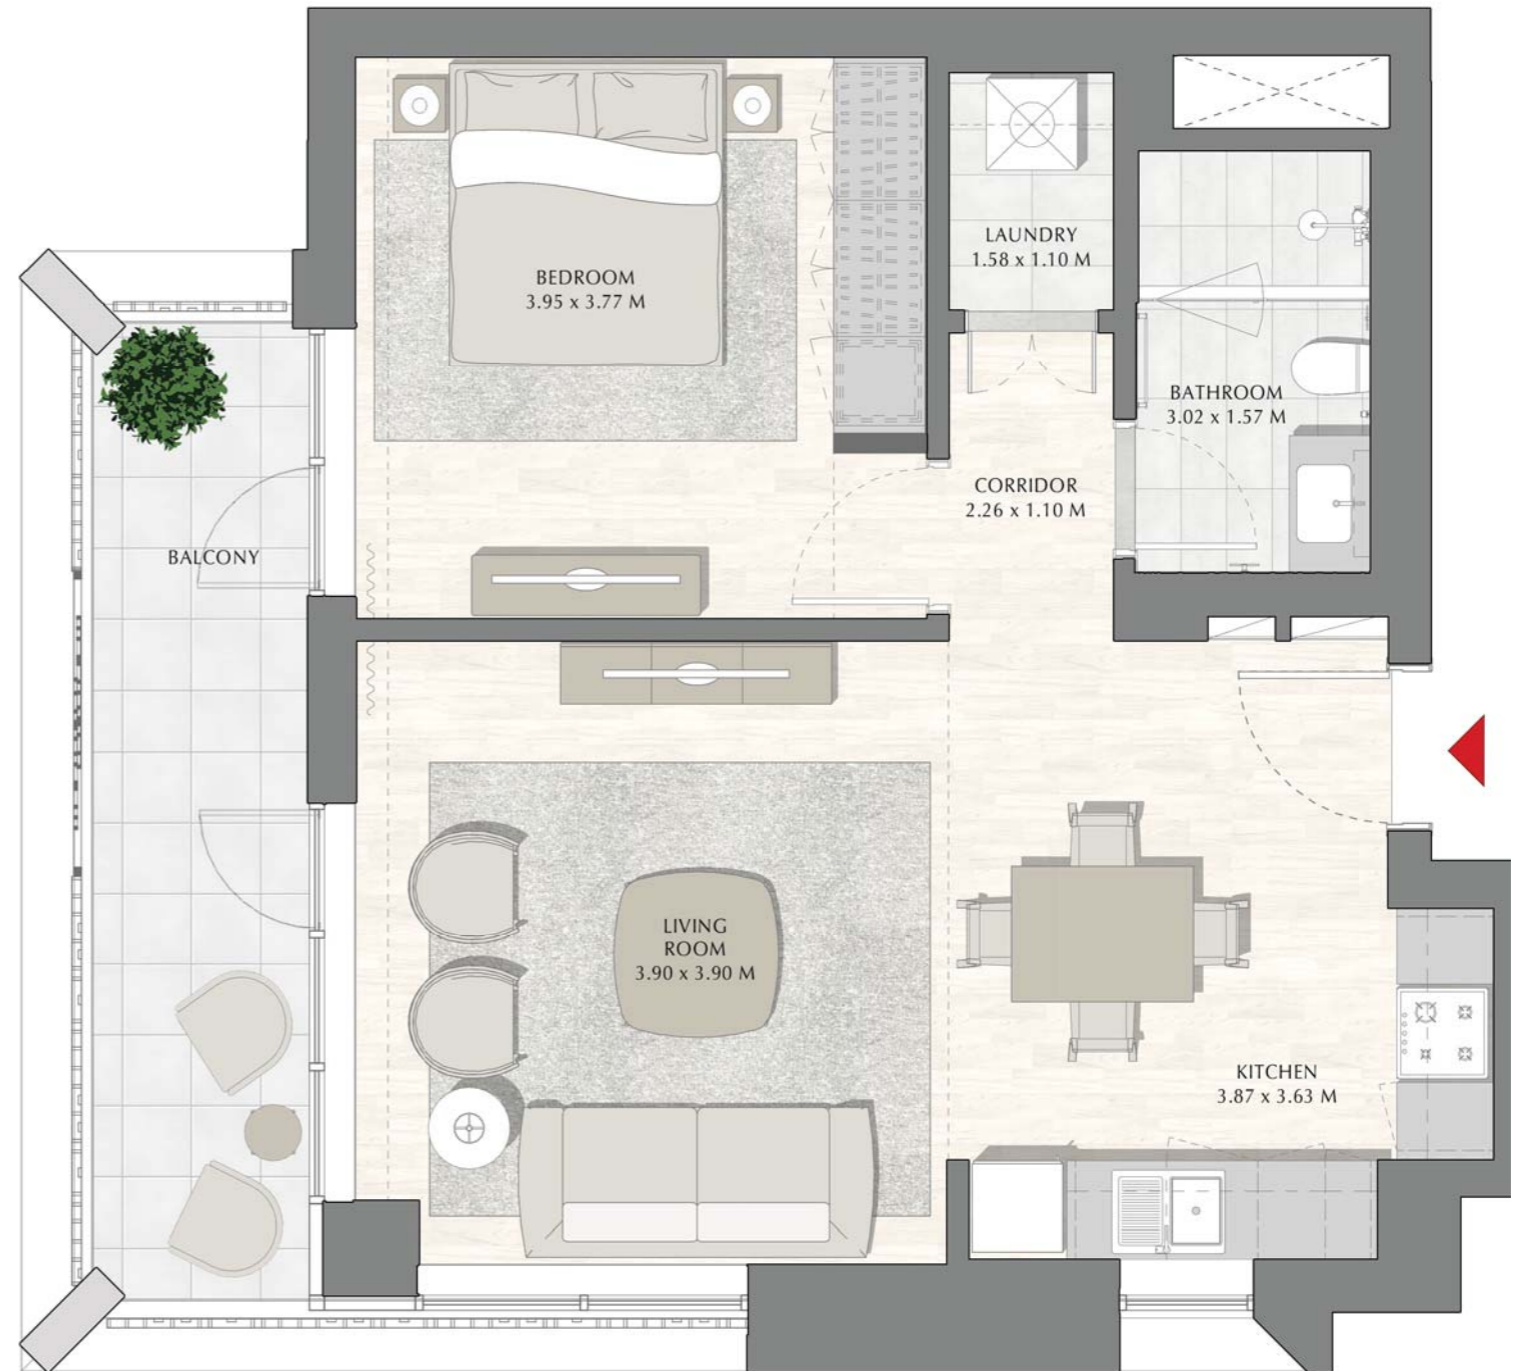 LAUNDRY
1.58 x 1.10 M
BEDROOM
3.95 x 3.77 M
BATHROOM
3.02 x 1.57 M
CORRIDOR
2.26 x 1.10 M
BALCONY
LIVING
ROOM
3.90 x 3.90 M
KITCHEN
3.87 x 3.63 M